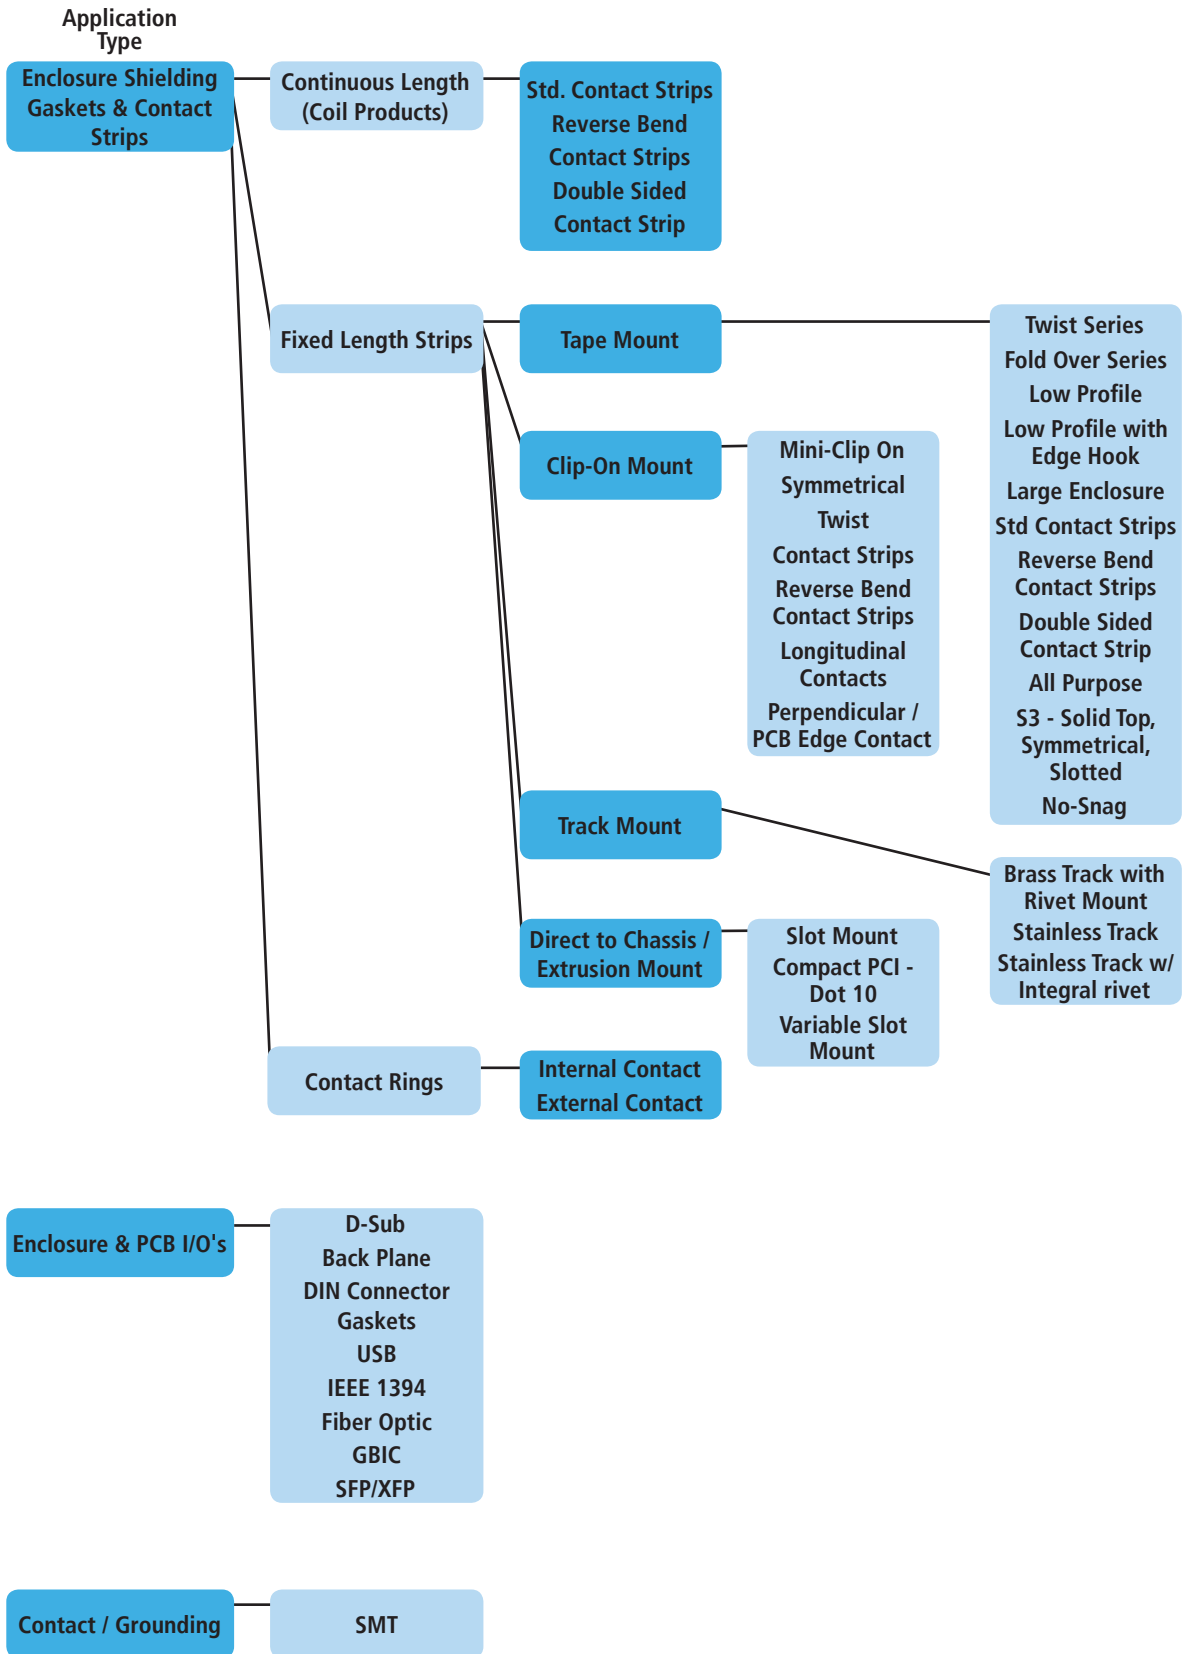 Application
Type
Enclosure Shielding
Gaskets & Contact
Strips
Continuous Length
(Coil Products)
Std. Contact Strips
Reverse Bend
Contact Strips
Double Sided
Contact Strip
Fixed Length Strips
Tape Mount
Twist Series
Fold Over Series
Low Profile
Low Profile with
Edge Hook
Large Enclosure
Std Contact Strips
Reverse Bend
Contact Strips
Double Sided
Contact Strip
All Purpose
S3 - Solid Top,
Symmetrical,
Slotted
No-Snag
Clip-On Mount
Mini-Clip On
Symmetrical
Twist
Contact Strips
Reverse Bend
Contact Strips
Longitudinal
Contacts
Perpendicular /
PCB Edge Contact
Track Mount
Brass Track with
Rivet Mount
Stainless Track
Stainless Track w/
Integral rivet
Direct to Chassis /
Extrusion Mount
Slot Mount
Compact PCI -
Dot 10
Variable Slot
Mount
Contact Rings
Internal Contact
External Contact
Enclosure & PCB I/O's
D-Sub
Back Plane
DIN Connector
Gaskets
USB
IEEE 1394
Fiber Optic
GBIC
SFP/XFP
Contact / Grounding
SMT